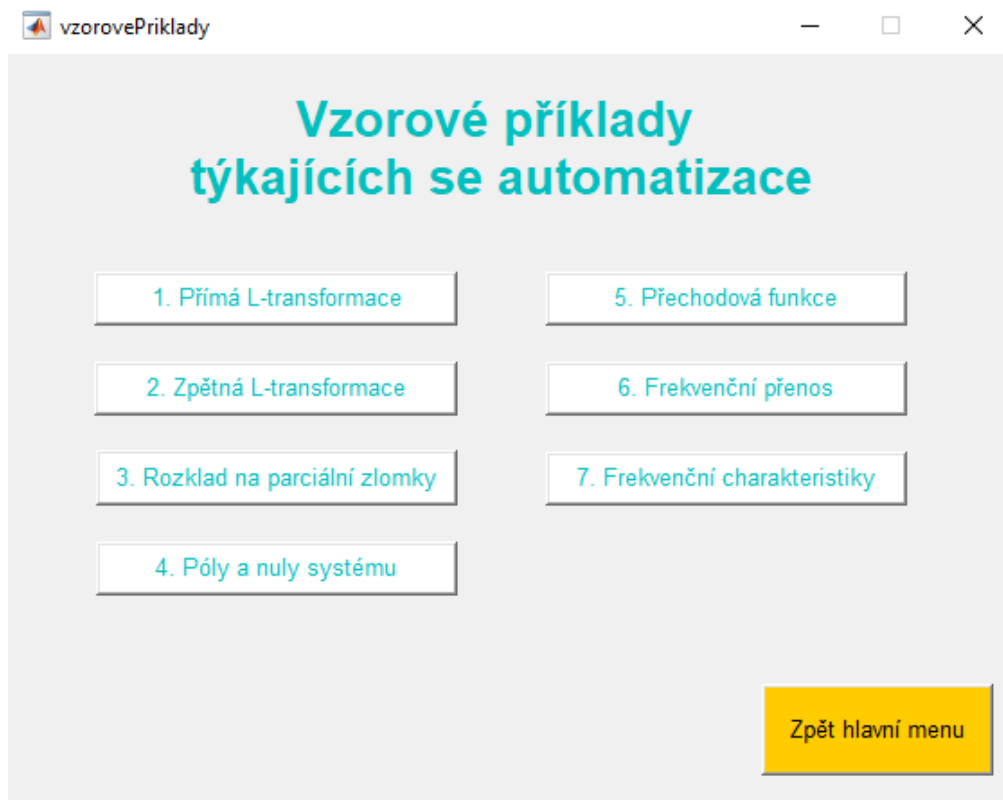 vzorovePriklady
Vzorové příklady
týkajících se automatizace
1. Přímá L-transformace
2. Zpětná L-transformace
3. Rozklad na parciální zlomky
4. Póly a nuly systému
5. Přechodová funkce
6. Frekvenční přenos
7. Frekvenční charakteristiky
Zpět hlavní menu